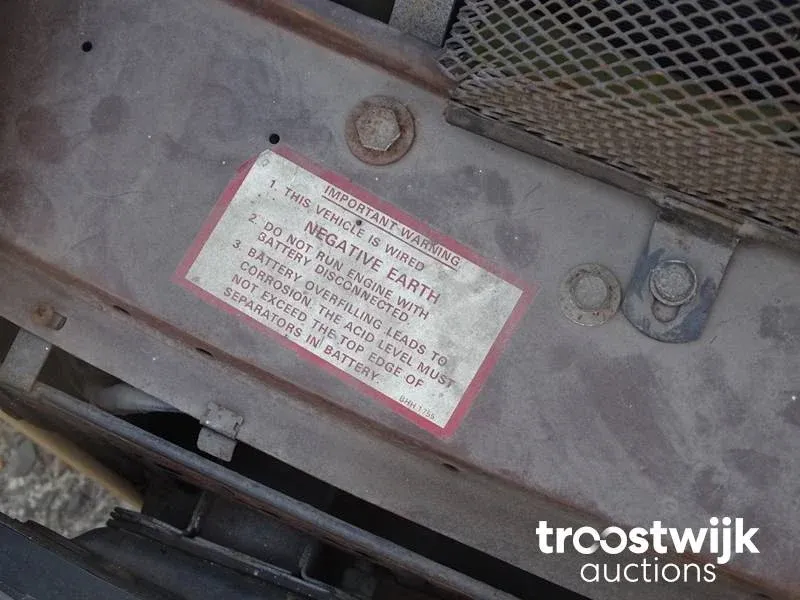 IMPORTANT WARNING
1. THIS VEHICLE IS WIRED
NEGATIVE EARTH
2. DO NOT RUN ENGINE WITH
BATTERY DISCONNECTED.
3. BATTERY OVERFILLING LEADS TO
CORROSION. THE ACID LEVEL MUST
NOT EXCEED THE TOP EDGE OF
SEPARATORS IN BATTERY.
BHH 1756
troostwijk
auctions